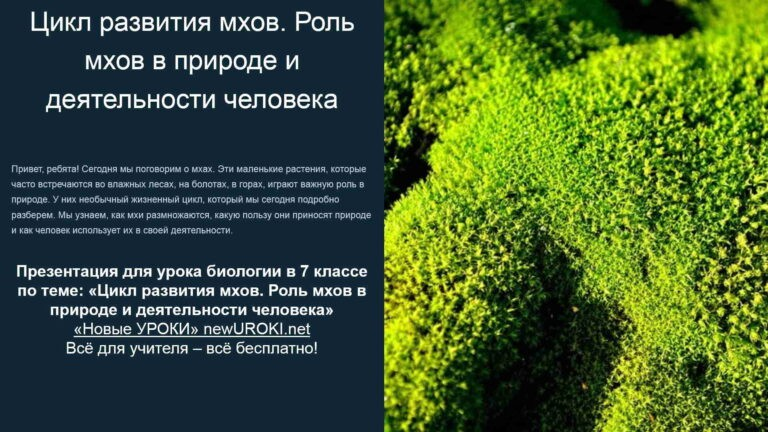 Цикл развития мхов. Роль
мхов в природе и
деятельности человека
Привет, ребята! Сегодня мы поговорим о мхах. Эти маленькие растения, которые
часто встречаются во влажных лесах, на болотах, в горах, играют важную роль в
природе. У них необычный жизненный цикл, который мы сегодня подробно
разберем. Мы узнаем, как мхи размножаются, какую пользу они приносят природе
и как человек использует их в своей деятельности.
Презентация для урока биологии в 7 классе
по теме: «Цикл развития мхов. Роль мхов в
природе и деятельности человека»
«Новые УРОКИ» newUROKI.net
Всё для учителя – всё бесплатно!